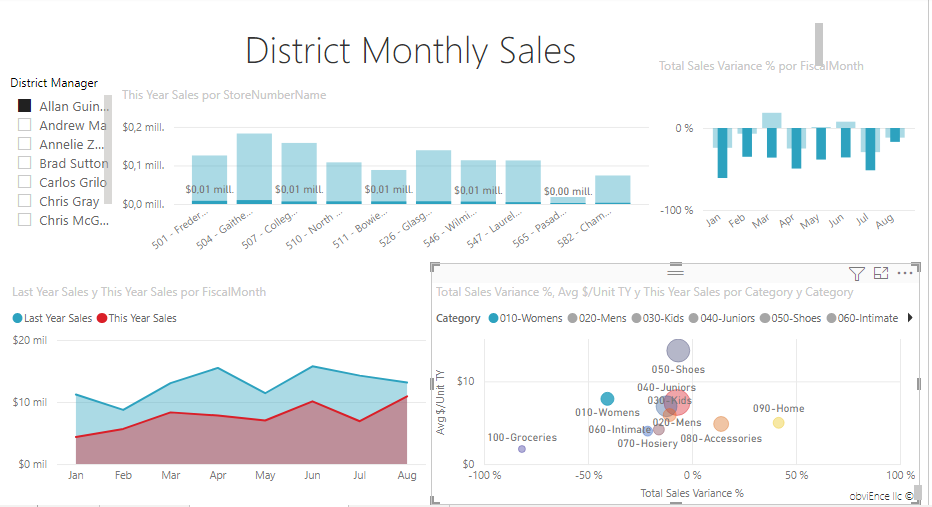 District Monthly Sales
District Manager
Allan Guin...
Andrew Ma
Annelie Z...
Brad Sutton
Carlos Grilo
Chris Gray
Chris McG...
This Year Sales por StoreNumberName
$0,2 mill.
$0,1 mill.
$0,0 mill.
$0,01 mill.
$0,01 mill.
$0,01 mill.
$0,01 mill.
$0,00 mill.
501 - Freder...
504 - Gaithe...
507 - Colleg...
510 - North ...
511 - Bowie...
526 - Glasg...
546 - Wilmi...
547 - Laurel...
565 - Pasad...
582 - Cham...
Total Sales Variance % por FiscalMonth
0 %
-100 %
Jan
Feb
Mar
Apr
May
Jun
Jul
Aug
Last Year Sales y This Year Sales por FiscalMonth
Last Year Sales This Year Sales
$20 mil
$10 mil
$0 mil
Jan Feb Mar Apr May Jun Jul Aug
Total Sales Variance %, Avg $/Unit TY y This Year Sales por Category y Category
Category 010-Womens 020-Mens 030-Kids 040-Juniors 050-Shoes 060-Intimate
Avg $/Unit TY
$10
$0
050-Shoes
040-Juniors
030-Kids
010-Womens
020-Mens
090-Home
060-Intimate
070-Hosiery
080-Accessories
100-Groceries
-100 % -50 % 0 % 50 % 100 %
Total Sales Variance %
obviEnce llc ©